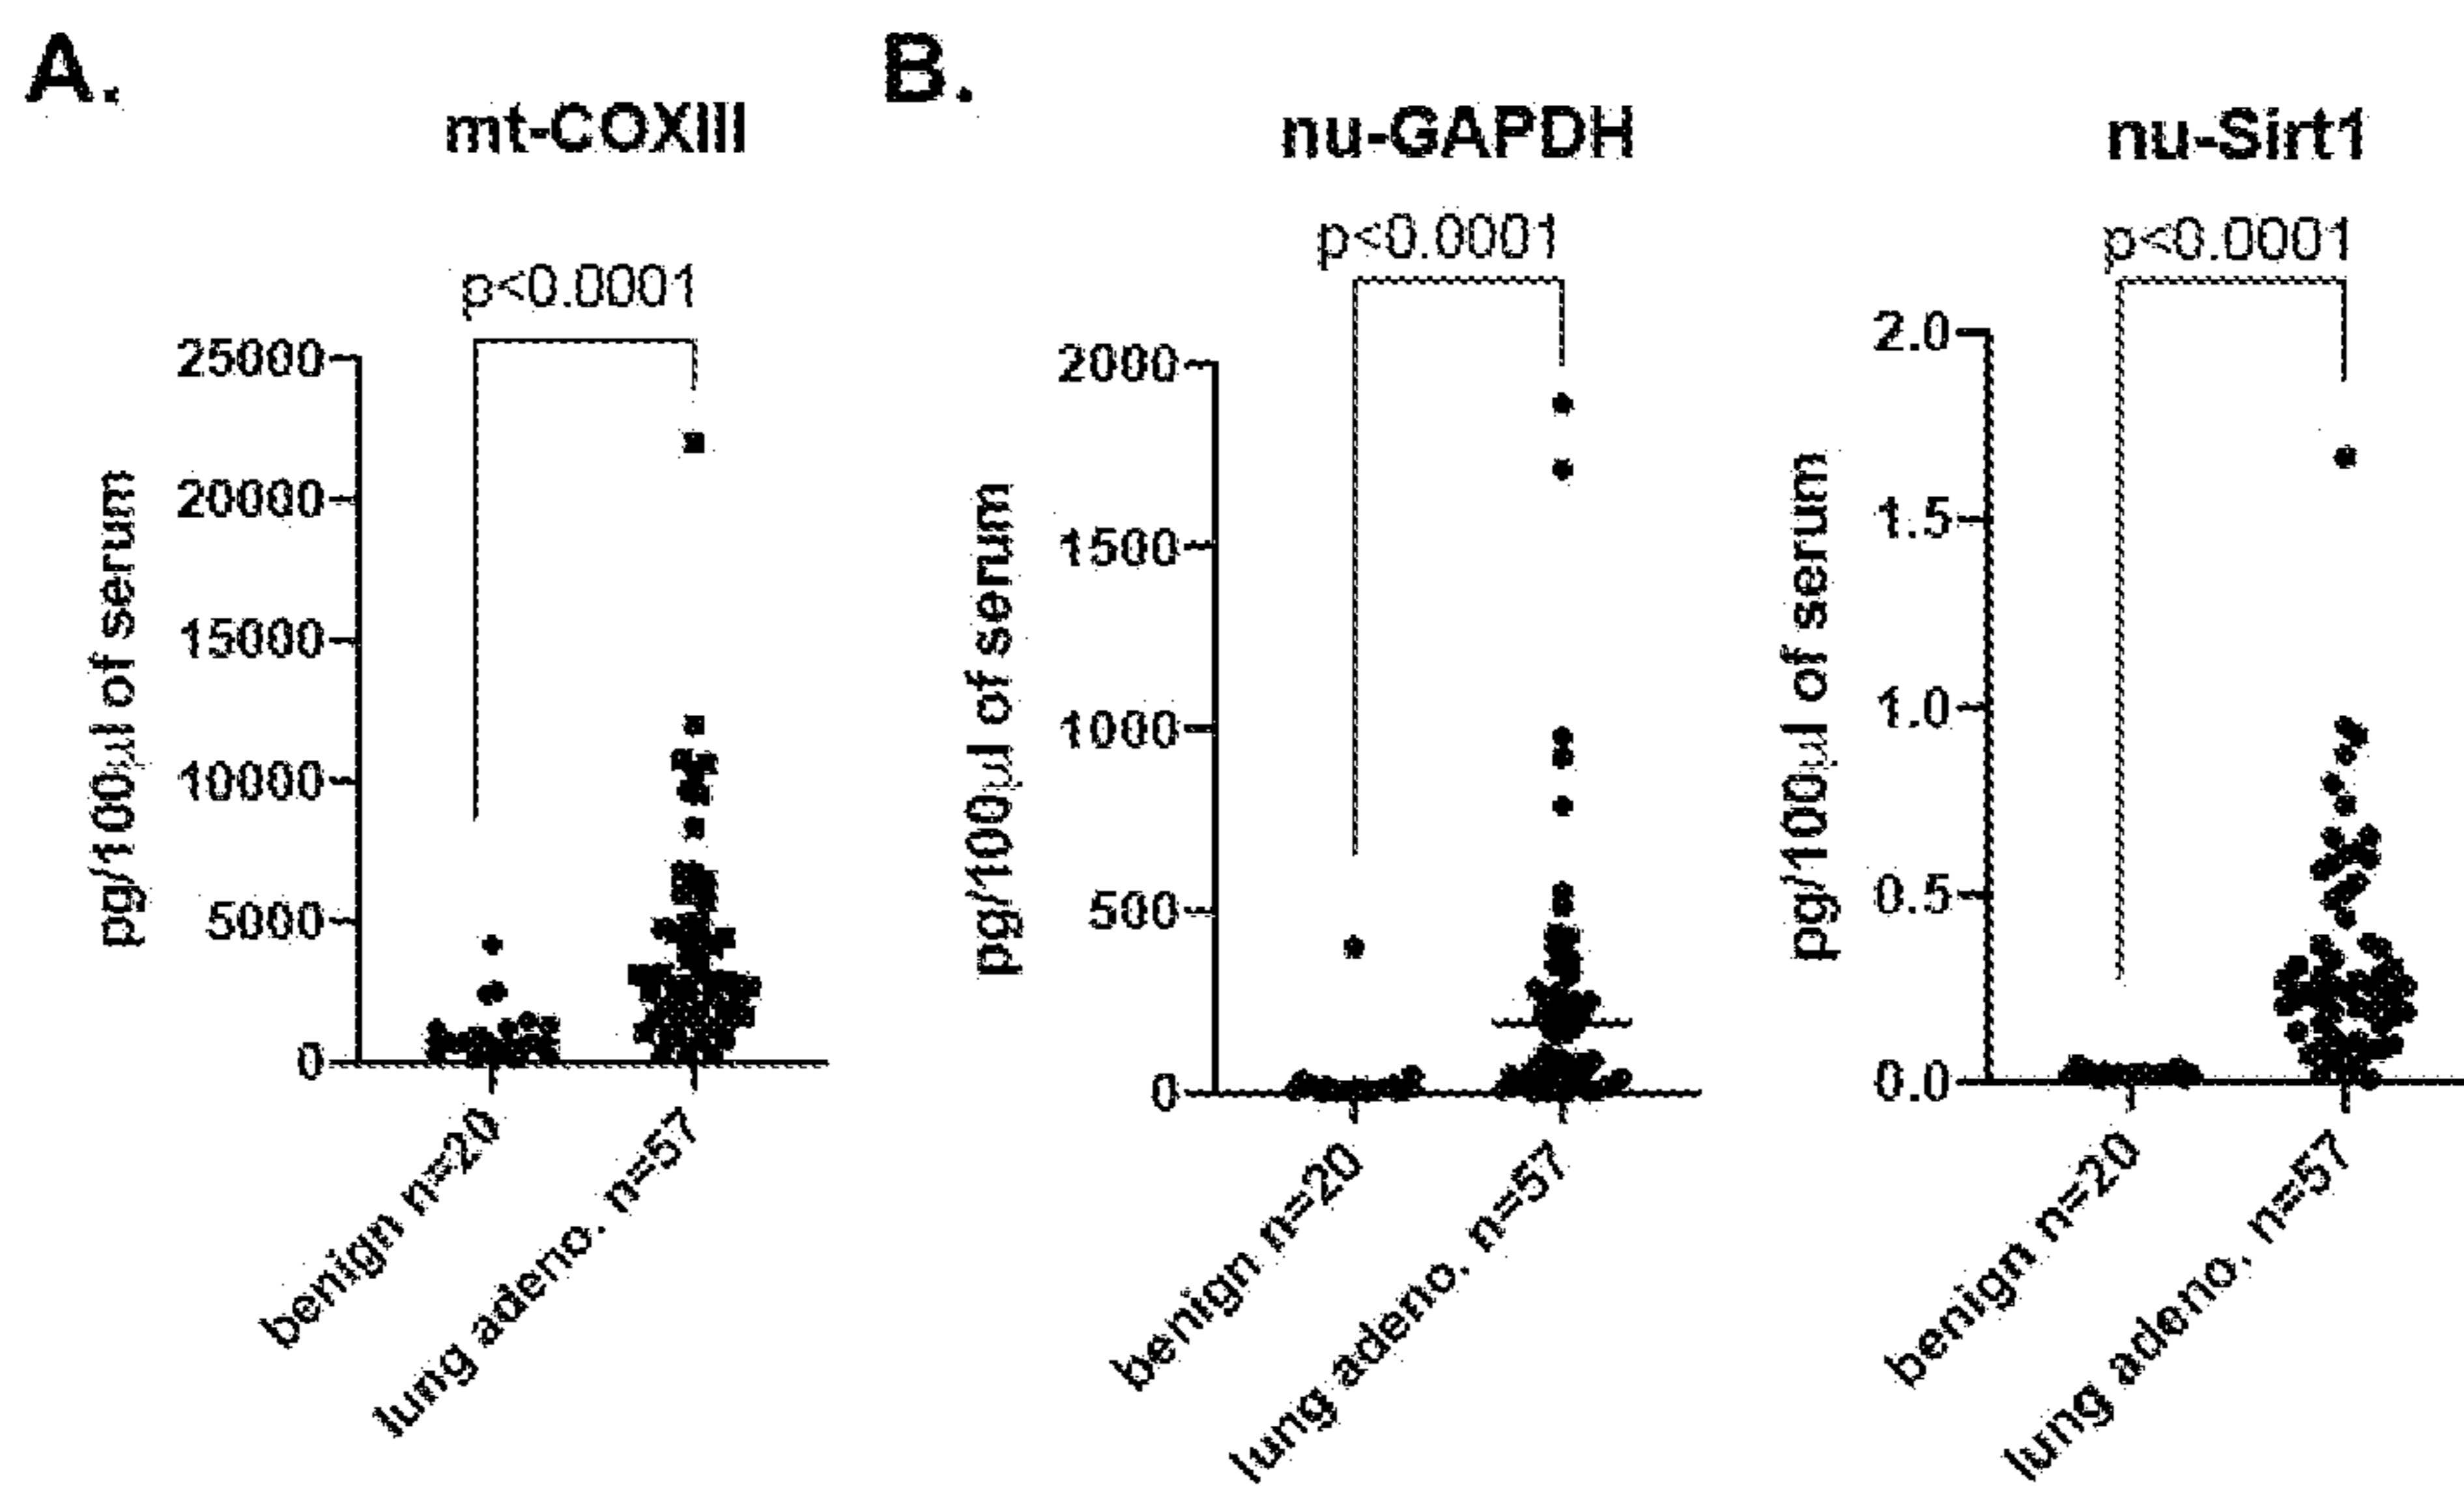 A.
mt-COXIII
p<0.0001
25000
20000
15000
10000
5000
0
pg/100µl of serum
benign n=20
lung adeno. n=57
B.
nu-GAPDH
p<0.0001
2000
1500
1000
500
0
pg/100µl of serum
benign n=20
lung adeno. n=57
nu-Sirt1
p<0.0001
2.0
1.5
1.0
0.5
0.0
pg/100µl of serum
benign n=20
lung adeno. n=57